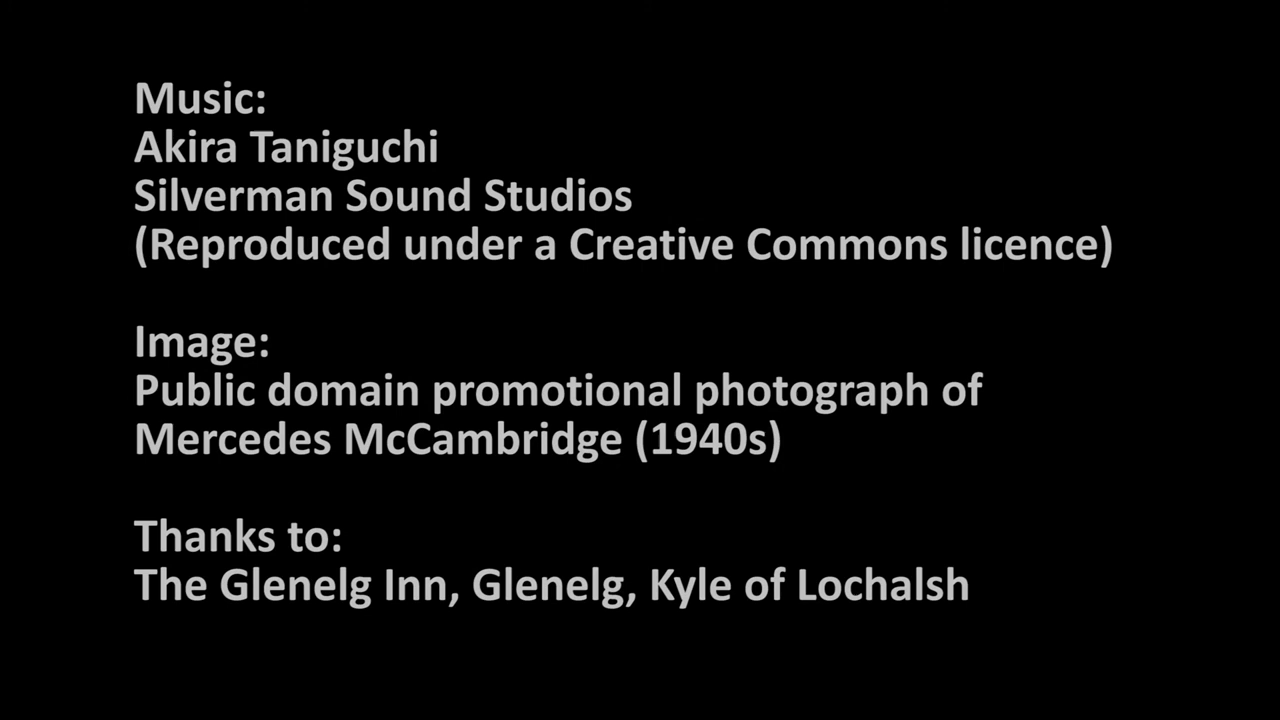 Music:
Akira Taniguchi
Silverman Sound Studios
(Reproduced under a Creative Commons licence)
Image:
Public domain promotional photograph of
Mercedes McCambridge (1940s)
Thanks to:
The Glenelg Inn, Glenelg, Kyle of Lochalsh